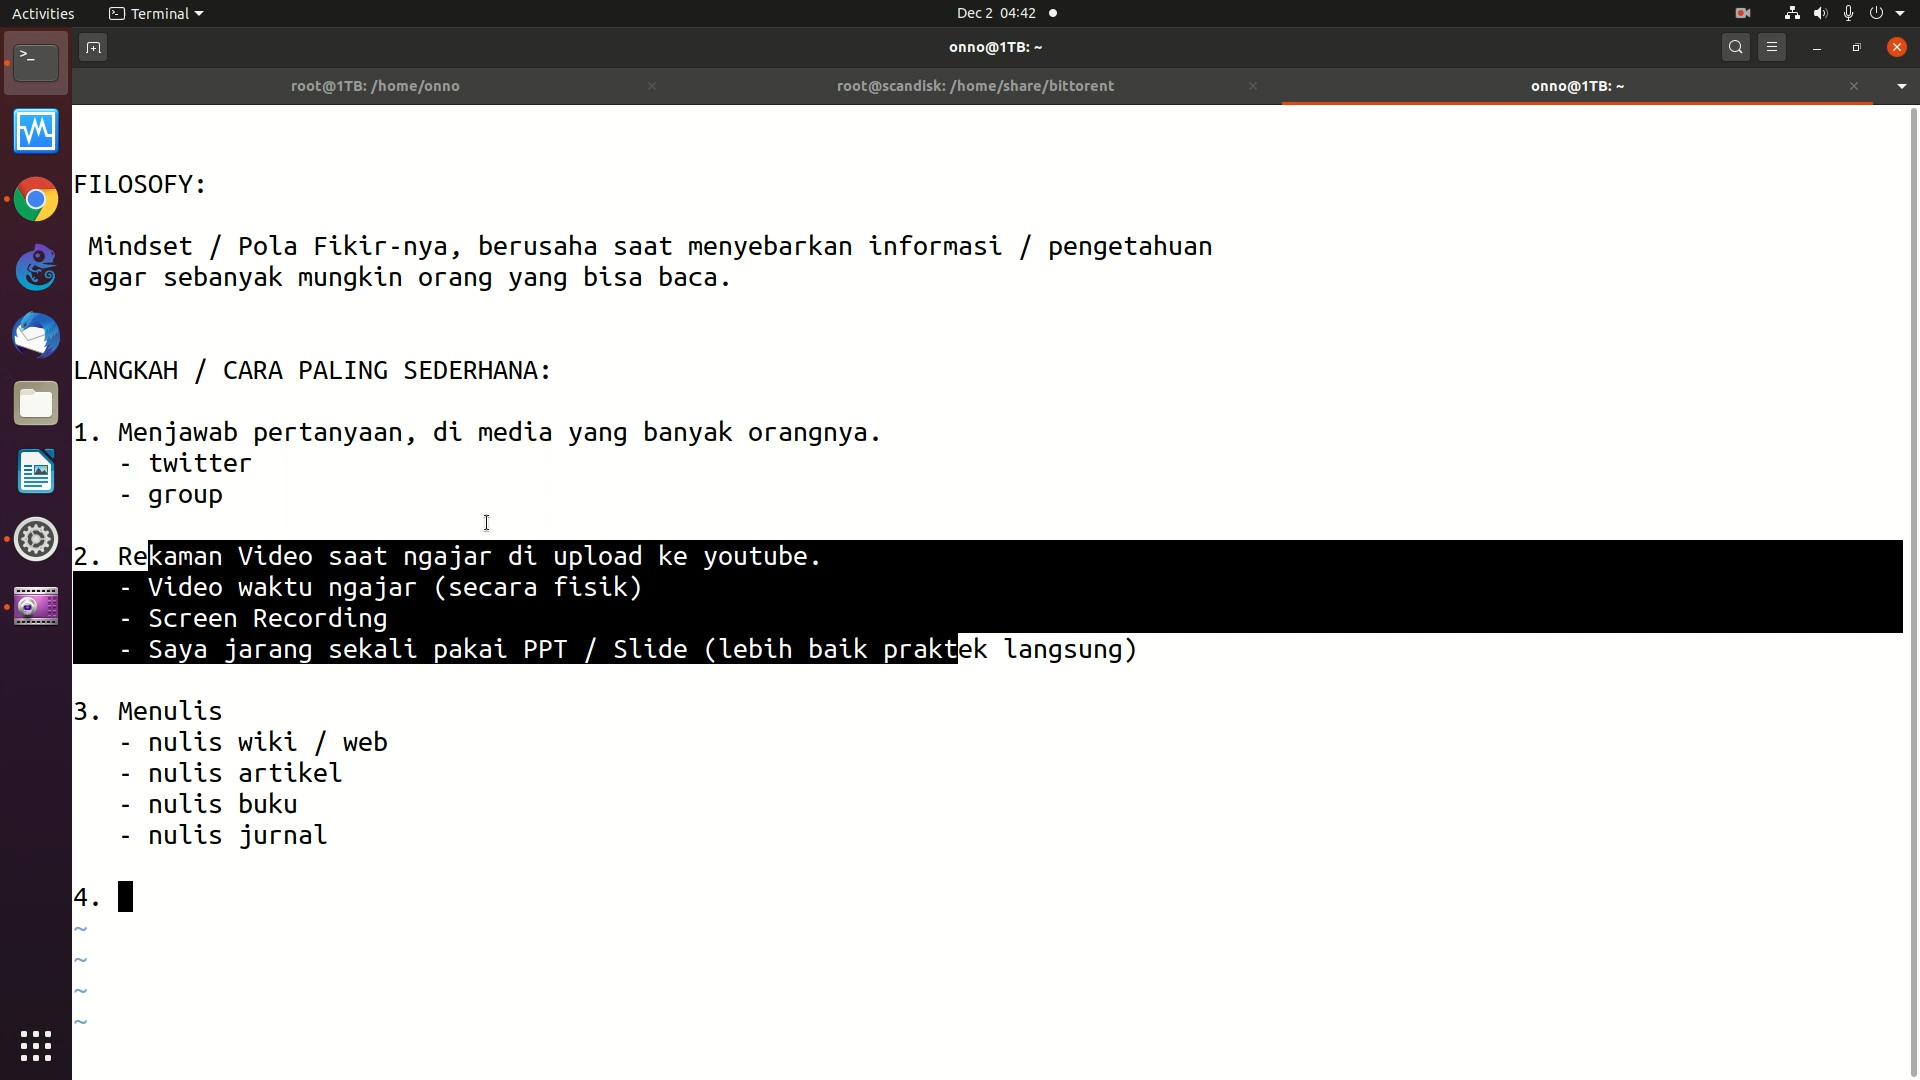 Activities
Terminal
Dec 2 04:42
onno@1TB: ~
root@1TB: /home/onno
root@scandisk: /home/share/bittorent
onno@1TB: ~
FILOSOFY:
Mindset / Pola Fikir-nya, berusaha saat menyebarkan informasi / pengetahuan
agar sebanyak mungkin orang yang bisa baca.
LANGKAH / CARA PALING SEDERHANA:
1. Menjawab pertanyaan, di media yang banyak orangnya.
- twitter
- group
2. Rekaman Video saat ngajar di upload ke youtube.
- Video waktu ngajar (secara fisik)
- Screen Recording
- Saya jarang sekali pakai PPT / Slide (lebih baik praktek langsung)
3. Menulis
- nulis wiki / web
- nulis artikel
- nulis buku
- nulis jurnal
4.
~
~
~
~